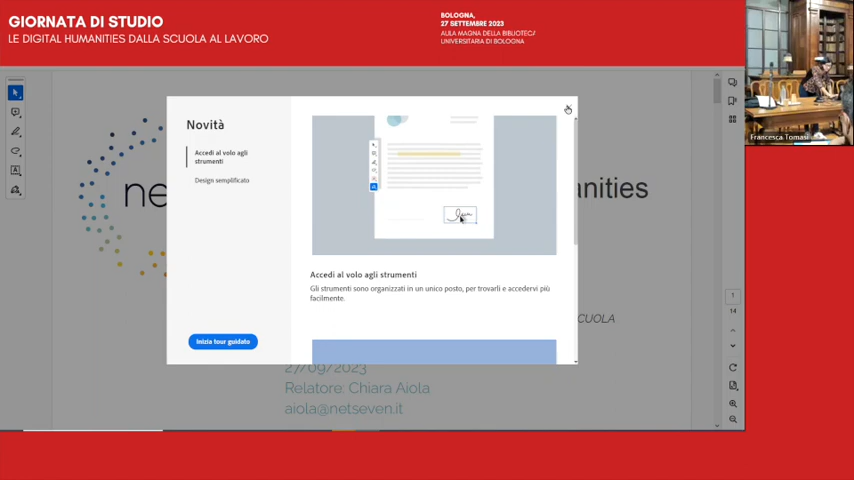 GIORNATA DI STUDIO
LE DIGITAL HUMANITIES DALLA SCUOLA AL LAVORO
BOLOGNA,
27 SETTEMBRE 2023
AULA MAGNA DELLA BIBLIOTECA
UNIVERSITARIA DI BOLOGNA
Francesca Tomasi
Novità
Accedi al volo agli
strumenti
Design semplificato
Inizia tour guidato
Accedi al volo agli strumenti
Gli strumenti sono organizzati in un unico posto, per trovarli e accedervi più
facilmente.
ne
anities
SCUOLA
27/09/2023
Relatore: Chiara Aiola
aiola@netseven.it
1
14